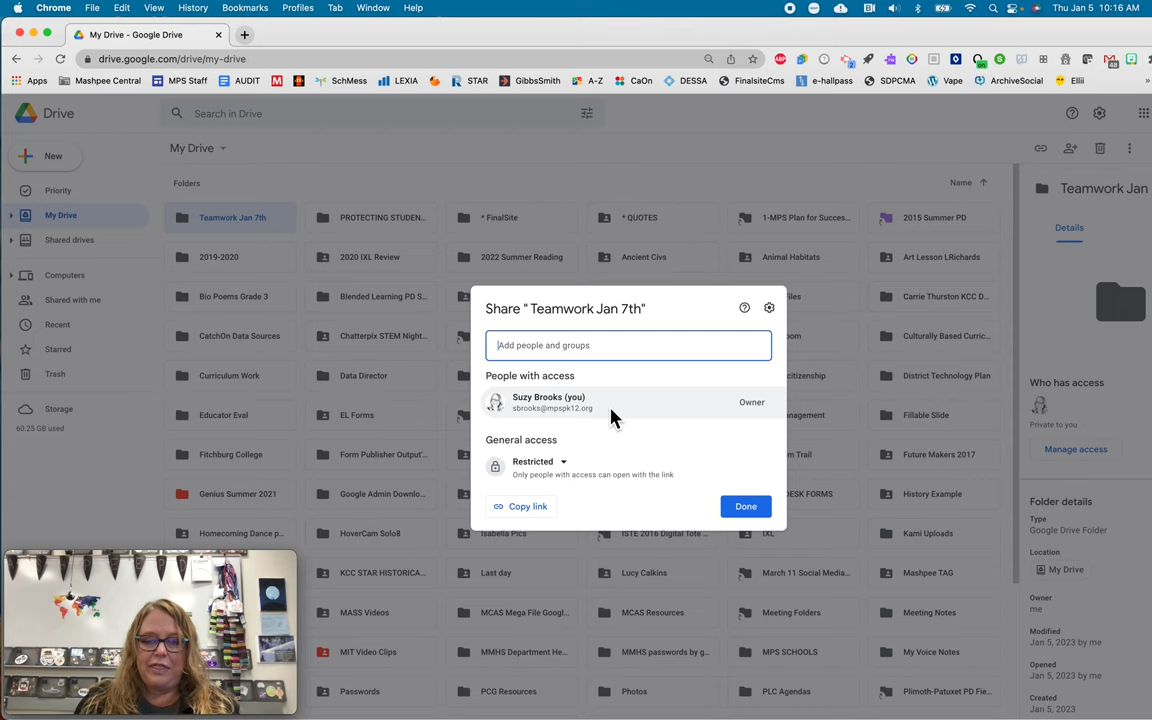 Chrome File Edit View History Bookmarks Profiles Tab Window Help Thu Jan 5 10:16 AM
My Drive - Google Drive
drive.google.com/drive/my-drive
Apps Mashpee Central MPS Staff AUDIT SchMess LEXIA STAR GibbsSmith A-Z CaOn DESSA FinalsiteCms e-hallpass SDPCMA Vape ArchiveSocial Ellii
Drive
Search in Drive
New
My Drive
Teamwork Jan
Folders
Name
Priority
Teamwork Jan 7th
PROTECTING STUDEN...
* FinalSite
* QUOTES
1-MPS Plan for Succes...
2015 Summer PD
My Drive
Details
Shared drives
2019-2020
2020 IXL Review
2022 Summer Reading
Ancient Civs
Animal Habitats
Art Lesson LRichards
Computers
Bio Poems Grade 3
Blended Learning PD S...
Files
Carrie Thurston KCC D...
Shared with me
Share " Teamwork Jan 7th"
Recent
CatchOn Data Sources
Chatterpix STEM Night...
oom
Culturally Based Curric...
Starred
Add people and groups
Trash
Curriculum Work
Data Director
People with access
citizenship
District Technology Plan
Who has access
Suzy Brooks (you)
sbrooks@mpspk12.org
Owner
Storage
60.25 GB used
Educator Eval
EL Forms
nagement
Fillable Slide
Private to you
General access
Manage access
Fitchburg College
Form Publisher Output'...
Restricted
Only people with access can open with the link
m Trail
Future Makers 2017
Genius Summer 2021
Google Admin Downlo...
Copy link
Done
DESK FORMS
History Example
Folder details
Type
Google Drive Folder
Homecoming Dance p...
HoverCam Solo8
Isabella Pics
ISTE 2016 Digital Tote ...
IXL
Kami Uploads
Location
My Drive
KCC STAR HISTORICA...
Last day
Lucy Calkins
March 11 Social Media...
Mashpee TAG
Owner
me
MASS Videos
MCAS Mega File Googl...
MCAS Resources
Meeting Folders
Meeting Notes
Modified
Jan 5, 2023 by me
MIT Video Clips
MMHS Department He...
MMHS passwords by g...
MPS SCHOOLS
My Voice Notes
Opened
Jan 5, 2023 by me
Passwords
PCG Resources
Photos
PLC Agendas
Plimoth-Patuxet PD Fie...
Created
Jan 5, 2023